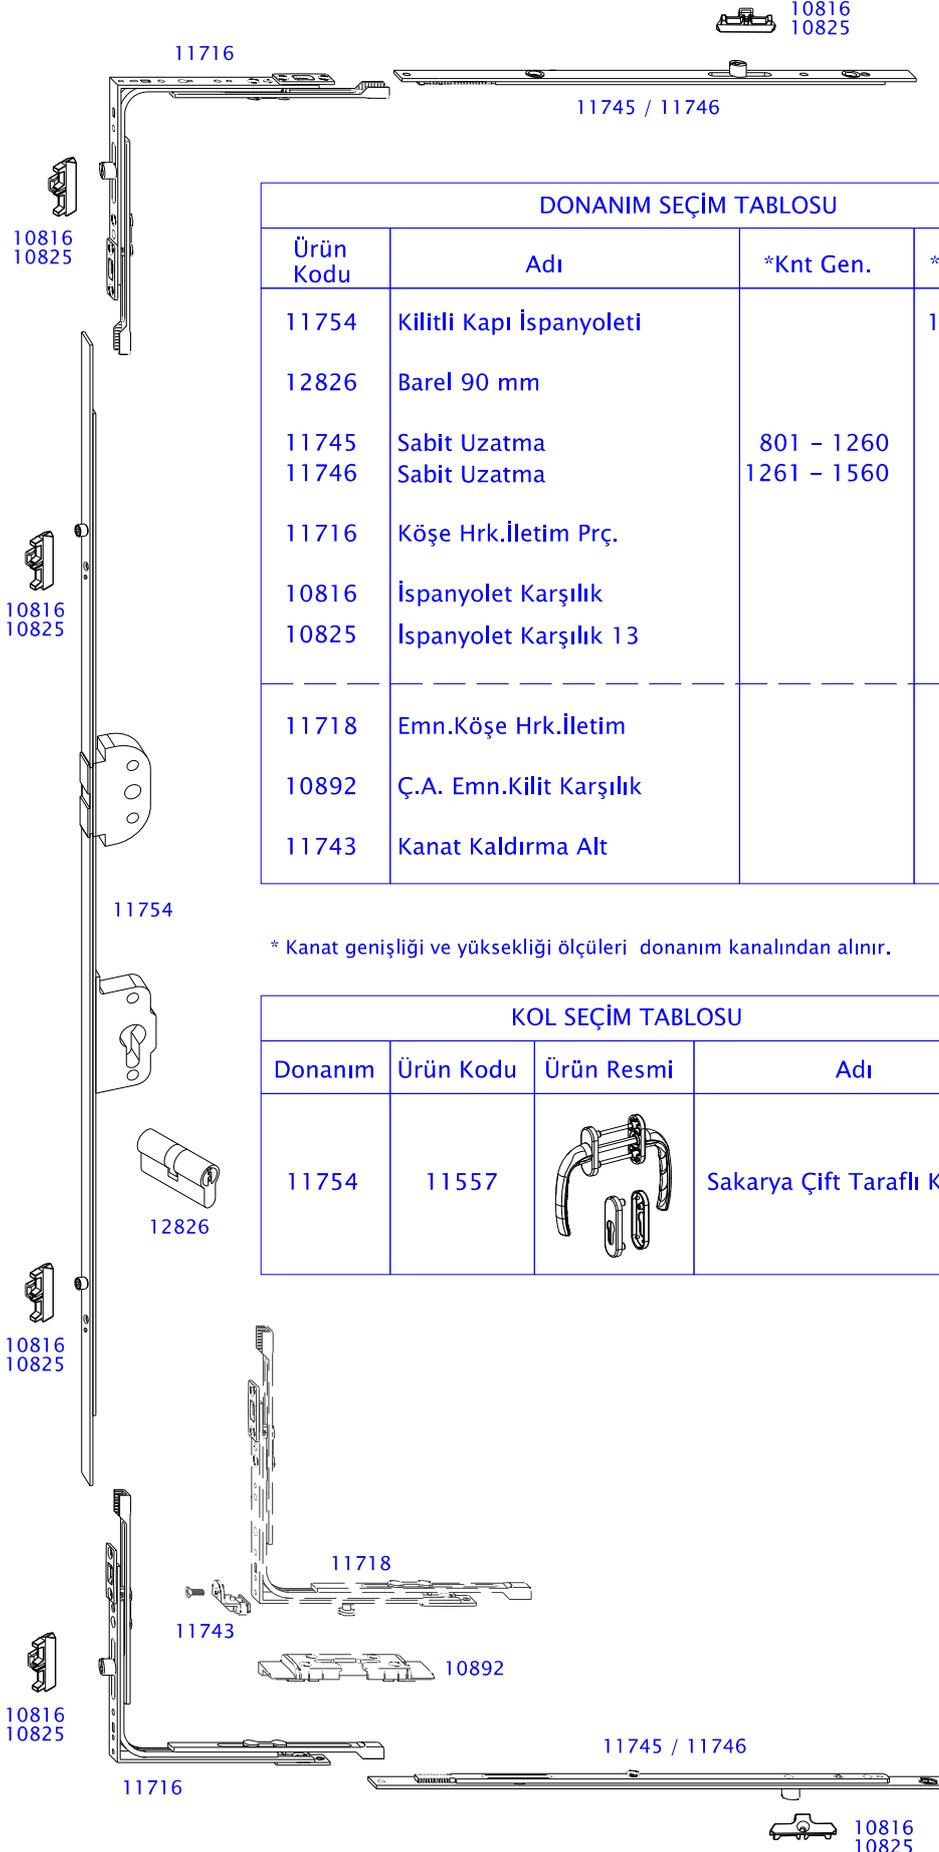 10816
10825
11716
11745 / 11746
10816
10825
DONANIM SEÇİM TABLOSU
Ürün Kodu Adı *Knt Gen. *
11754 Kilitli Kapı İspanyoleti 1
12826 Barel 90 mm
11745 Sabit Uzatma 801 – 1260
11746 Sabit Uzatma 1261 – 1560
11716 Köşe Hrk.İletim Prç.
10816 İspanyolet Karşılık
10825 İspanyolet Karşılık 13
11718 Emn.Köşe Hrk.İletim
10892 Ç.A. Emn.Kilit Karşılık
11743 Kanat Kaldırma Alt
10816
10825
11754
* Kanat genişliği ve yüksekliği ölçüleri donanım kanalından alınır.
KOL SEÇİM TABLOSU
Donanım Ürün Kodu Ürün Resmi Adı
11754 11557 Sakarya Çift Taraflı K
12826
10816
10825
11718
11743
10892
10816
10825
11716
11745 / 11746
10816
10825